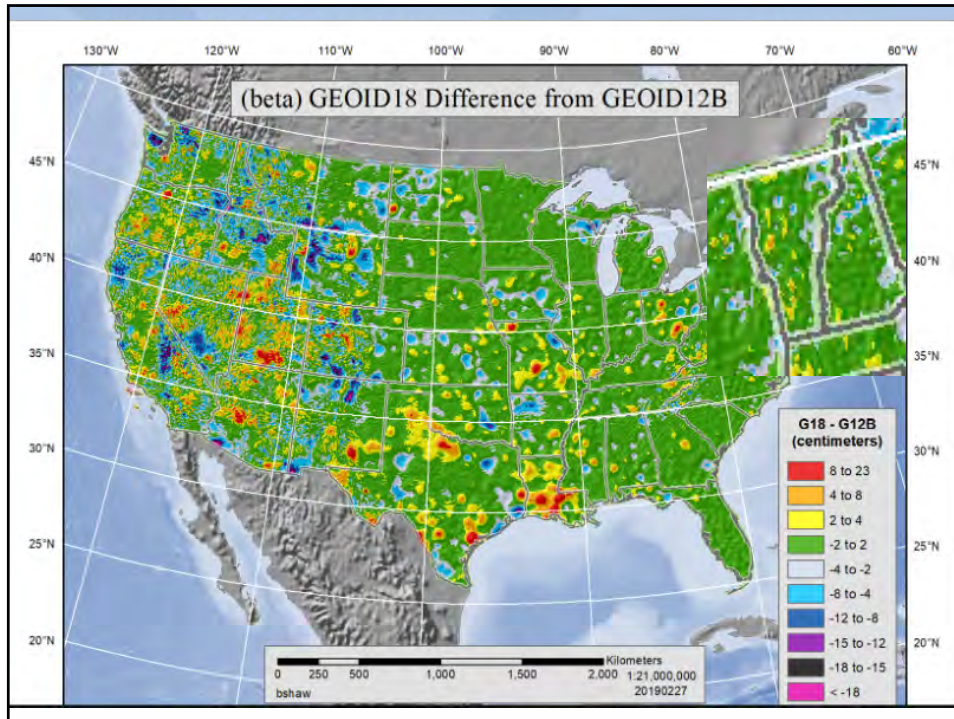 130°W 120°W 110°W 100°W 90°W 80°W 70°W 60°W
(beta) GEOID18 Difference from GEOID12B
45°N 45°N
40°N 40°N
35°N 35°N
30°N 30°N
25°N 25°N
20°N 20°N
G18 - G12B
(centimeters)
8 to 23
4 to 8
2 to 4
-2 to 2
-4 to -2
-8 to -4
-12 to -8
-15 to -12
-18 to -15
< -18
Kilometers
0 250 500 1,000 1,500 2,000 1:21,000,000
bshaw 20190227